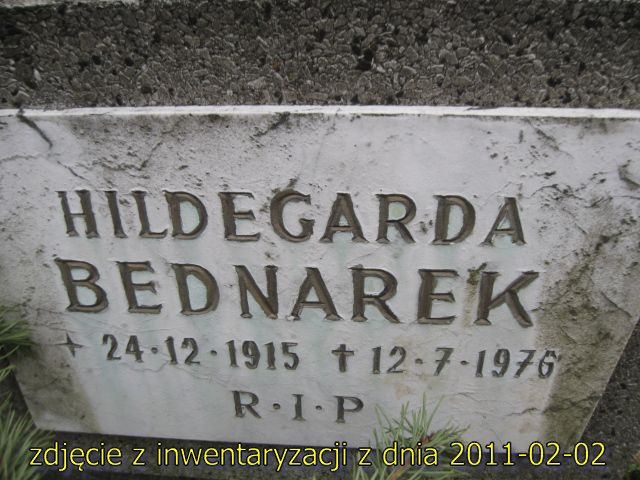 HILDEGARDA
BEDNAREK
+ 24·12·1915 ✝ 12·7·1976
R·I·P
zdjęcie z inwentaryzacji z dnia 2011-02-02